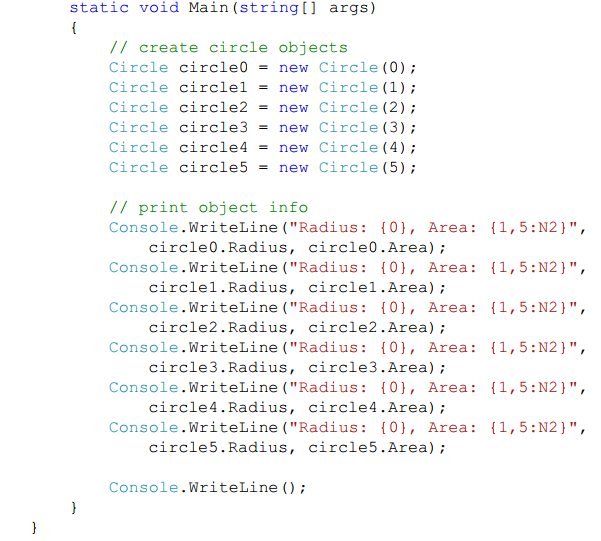 static void Main(string[] args)
{
// create circle objects
Circle circle0 = new Circle(0);
Circle circle1 = new Circle(1);
Circle circle2 = new Circle(2);
Circle circle3 = new Circle(3);
Circle circle4 = new Circle(4);
Circle circle5 = new Circle(5);
// print object info
Console.WriteLine("Radius: {0}, Area: {1,5:N2}",
circle0.Radius, circle0.Area);
Console.WriteLine("Radius: {0}, Area: {1,5:N2}",
circle1.Radius, circle1.Area);
Console.WriteLine("Radius: {0}, Area: {1,5:N2}",
circle2.Radius, circle2.Area);
Console.WriteLine("Radius: {0}, Area: {1,5:N2}",
circle3.Radius, circle3.Area);
Console.WriteLine("Radius: {0}, Area: {1,5:N2}",
circle4.Radius, circle4.Area);
Console.WriteLine("Radius: {0}, Area: {1,5:N2}",
circle5.Radius, circle5.Area);
Console.WriteLine();
}
}